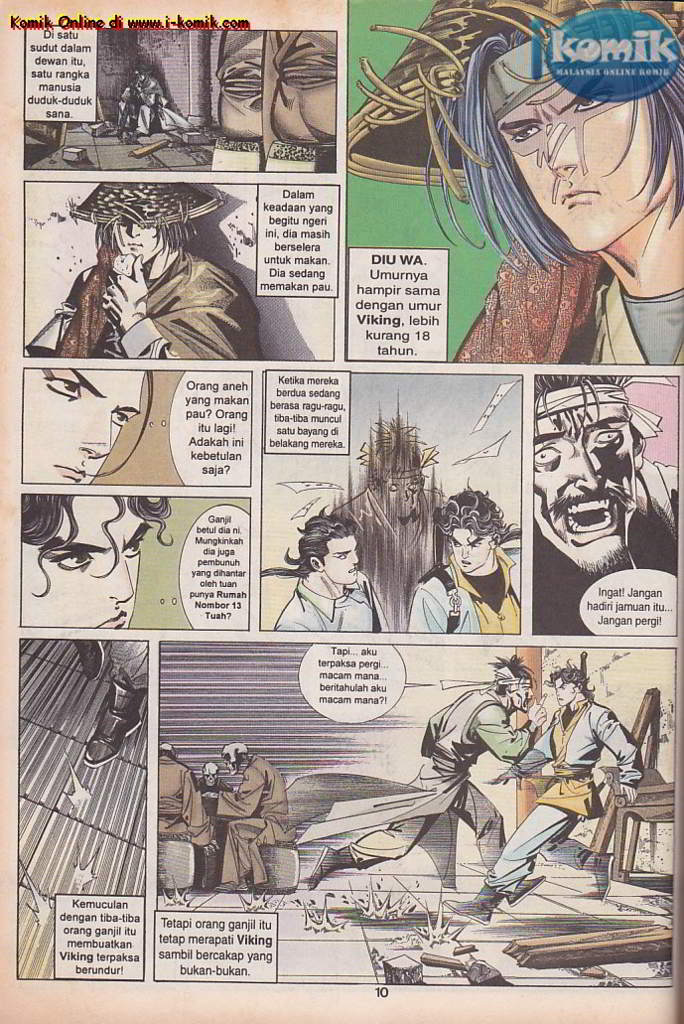 Komik Online di www.i-komik.com
komik
MALAYSIA ONLINE KOMIK
Di satu
sudut dalam
dewan itu,
satu rangka
manusia
duduk-duduk
sana.
Dalam
keadaan yang
begitu ngeri
ini, dia masih
berselera
untuk makan.
Dia sedang
memakan pau.
DIU WA.
Umurnya
hampir sama
dengan umur
Viking, lebih
kurang 18
tahun.
Orang aneh
yang makan
pau? Orang
itu lagi!
Adakah ini
kebetulan
saja?
Ganjil
betul dia ni.
Mungkinkah
dia juga
pembunuh
yang dihantar
oleh tuan
punya Rumah
Nombor 13
Tuah?
Ketika mereka
berdua sedang
berasa ragu-ragu,
tiba-tiba muncul
satu bayang di
belakang mereka.
Ingat! Jangan
hadiri jamuan itu...
Jangan pergi!
Kemuculan
dengan tiba-tiba
orang ganjil itu
membuatkan
Viking terpaksa
berundur!
Tapi... aku
terpaksa pergi...
macam mana...
beritahulah aku
macam mana?!
Tetapi orang ganjil itu
tetap merapati Viking
sambil bercakap yang
bukan-bukan.
10